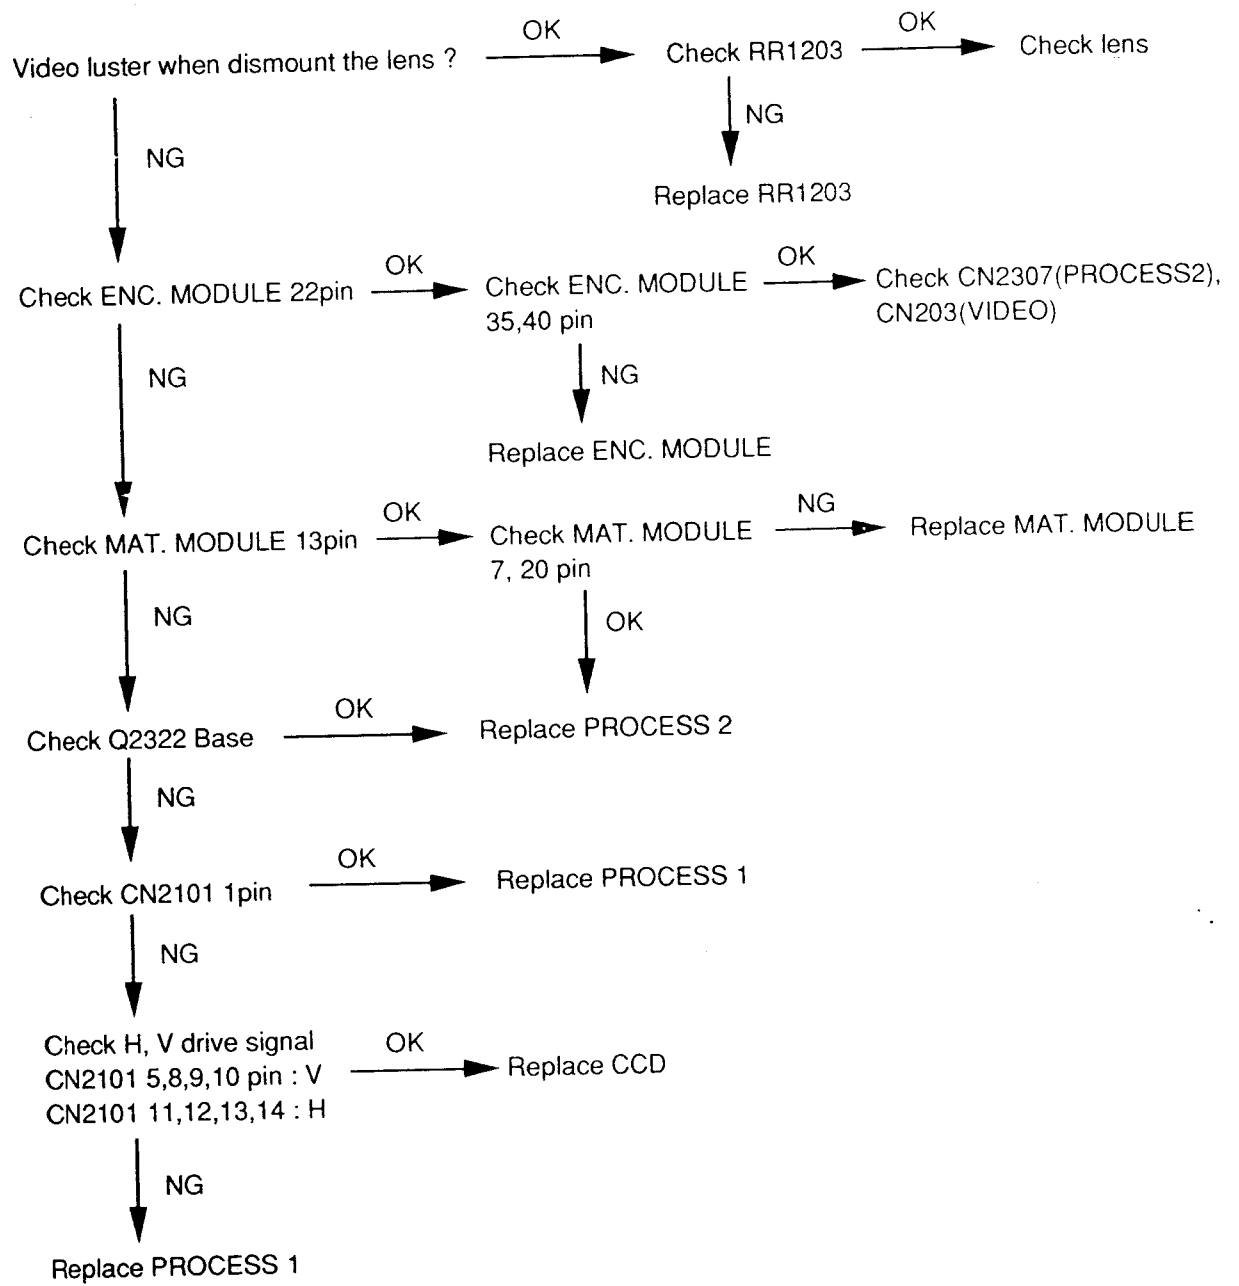 Video luster when dismount the lens ?
OK
Check RR1203
OK
Check lens
NG
NG
Replace RR1203
Check ENC. MODULE 22pin
OK
Check ENC. MODULE
35,40 pin
OK
Check CN2307(PROCESS2),
CN203(VIDEO)
NG
NG
Replace ENC. MODULE
Check MAT. MODULE 13pin
OK
Check MAT. MODULE
7, 20 pin
NG
Replace MAT. MODULE
NG
OK
Check Q2322 Base
OK
Replace PROCESS 2
NG
Check CN2101 1pin
OK
Replace PROCESS 1
NG
Check H, V drive signal
CN2101 5,8,9,10 pin : V
CN2101 11,12,13,14 : H
OK
Replace CCD
NG
Replace PROCESS 1